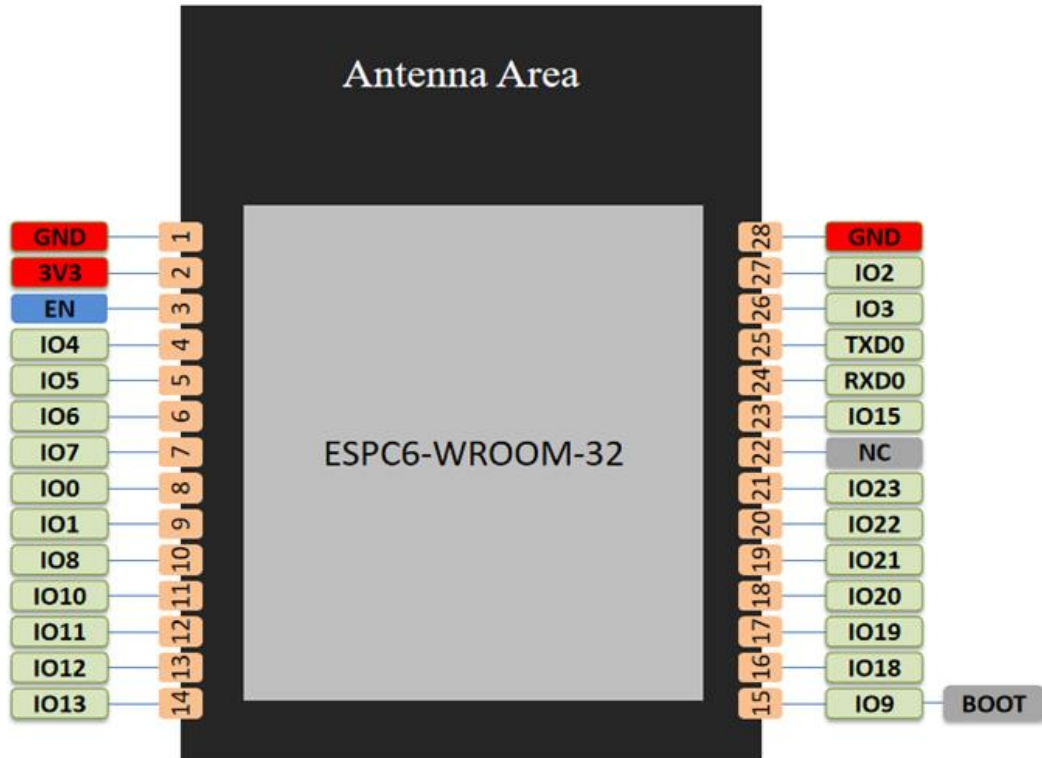 Antenna Area
GND 1 28 GND
3V3 2 27 IO2
EN 3 26 IO3
IO4 4 25 TXD0
IO5 5 24 RXD0
IO6 6 23 IO15
IO7 7 ESPC6-WROOM-32 22 NC
IO0 8 21 IO23
IO1 9 20 IO22
IO8 10 19 IO21
IO10 11 18 IO20
IO11 12 17 IO19
IO12 13 16 IO18
IO13 14 15 IO9 BOOT